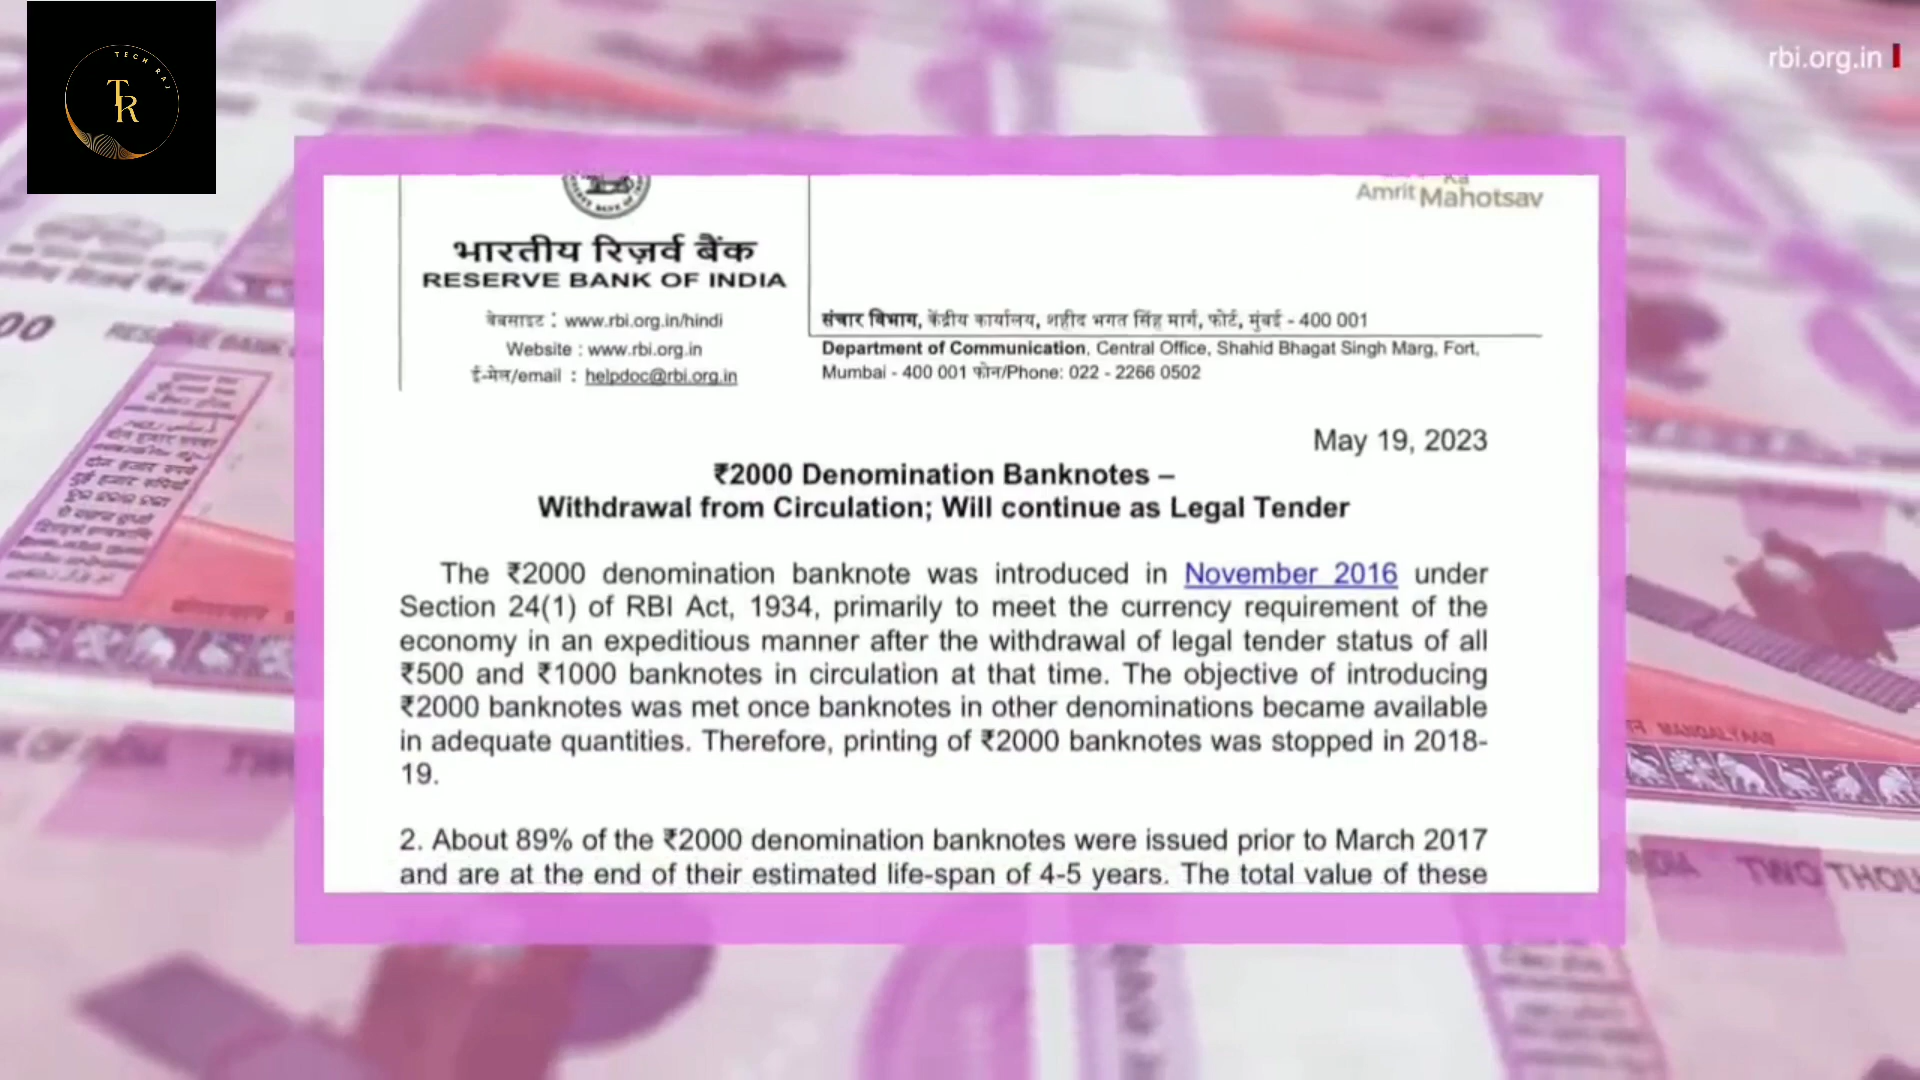 TECH RAJ
TR
rbi.org.in
Ka
Amrit Mahotsav
भारतीय रिज़र्व बैंक
RESERVE BANK OF INDIA
वेबसाइट : www.rbi.org.in/hindi
Website : www.rbi.org.in
ई-मेल/email : helpdoc@rbi.org.in
संचार विभाग, केंद्रीय कार्यालय, शहीद भगत सिंह मार्ग, फोर्ट, मुंबई - 400 001
Department of Communication, Central Office, Shahid Bhagat Singh Marg, Fort,
Mumbai - 400 001 फोन/Phone: 022 - 2266 0502
May 19, 2023
₹2000 Denomination Banknotes –
Withdrawal from Circulation; Will continue as Legal Tender
The ₹2000 denomination banknote was introduced in November 2016 under
Section 24(1) of RBI Act, 1934, primarily to meet the currency requirement of the
economy in an expeditious manner after the withdrawal of legal tender status of all
₹500 and ₹1000 banknotes in circulation at that time. The objective of introducing
₹2000 banknotes was met once banknotes in other denominations became available
in adequate quantities. Therefore, printing of ₹2000 banknotes was stopped in 2018-
19.
2. About 89% of the ₹2000 denomination banknotes were issued prior to March 2017
and are at the end of their estimated life-span of 4-5 years. The total value of these
RESERVE BANK
TWO THOU